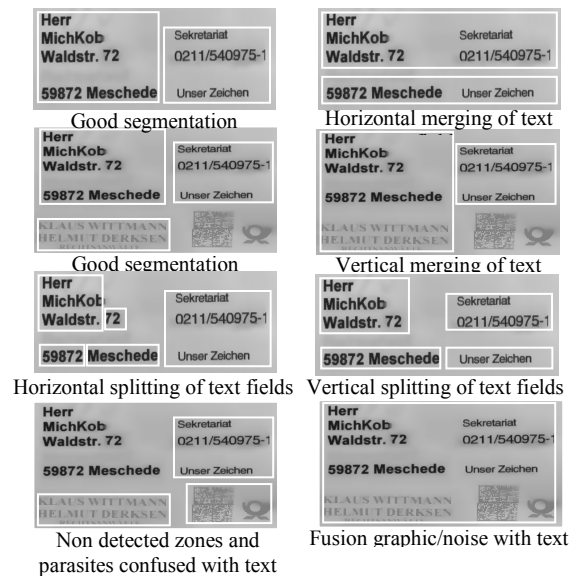 Herr
MichKob
Waldstr. 72
59872 Meschede
Sekretariat
0211/540975-1
Unser Zeichen
Good segmentation
Herr
MichKob
Waldstr. 72
59872 Meschede
Sekretariat
0211/540975-1
Unser Zeichen
Horizontal merging of text
Herr
MichKob
Waldstr. 72
59872 Meschede
Sekretariat
0211/540975-1
Unser Zeichen
KLAUS WITTMANN
HELMUT DERKSEN
Good segmentation
Herr
MichKob
Waldstr. 72
59872 Meschede
Sekretariat
0211/540975-1
Unser Zeichen
KLAUS WITTMANN
HELMUT DERKSEN
Vertical merging of text
Herr
MichKob
Waldstr. 72
59872 Meschede
Sekretariat
0211/540975-1
Unser Zeichen
Horizontal splitting of text fields
Herr
MichKob
Waldstr. 72
59872 Meschede
Sekretariat
0211/540975-1
Unser Zeichen
Vertical splitting of text fields
Herr
MichKob
Waldstr. 72
59872 Meschede
Sekretariat
0211/540975-1
Unser Zeichen
KLAUS WITTMANN
HELMUT DERKSEN
Non detected zones and
parasites confused with text
Herr
MichKob
Waldstr. 72
59872 Meschede
Sekretariat
0211/540975-1
Unser Zeichen
KLAUS WITTMANN
HELMUT DERKSEN
Fusion graphic/noise with text